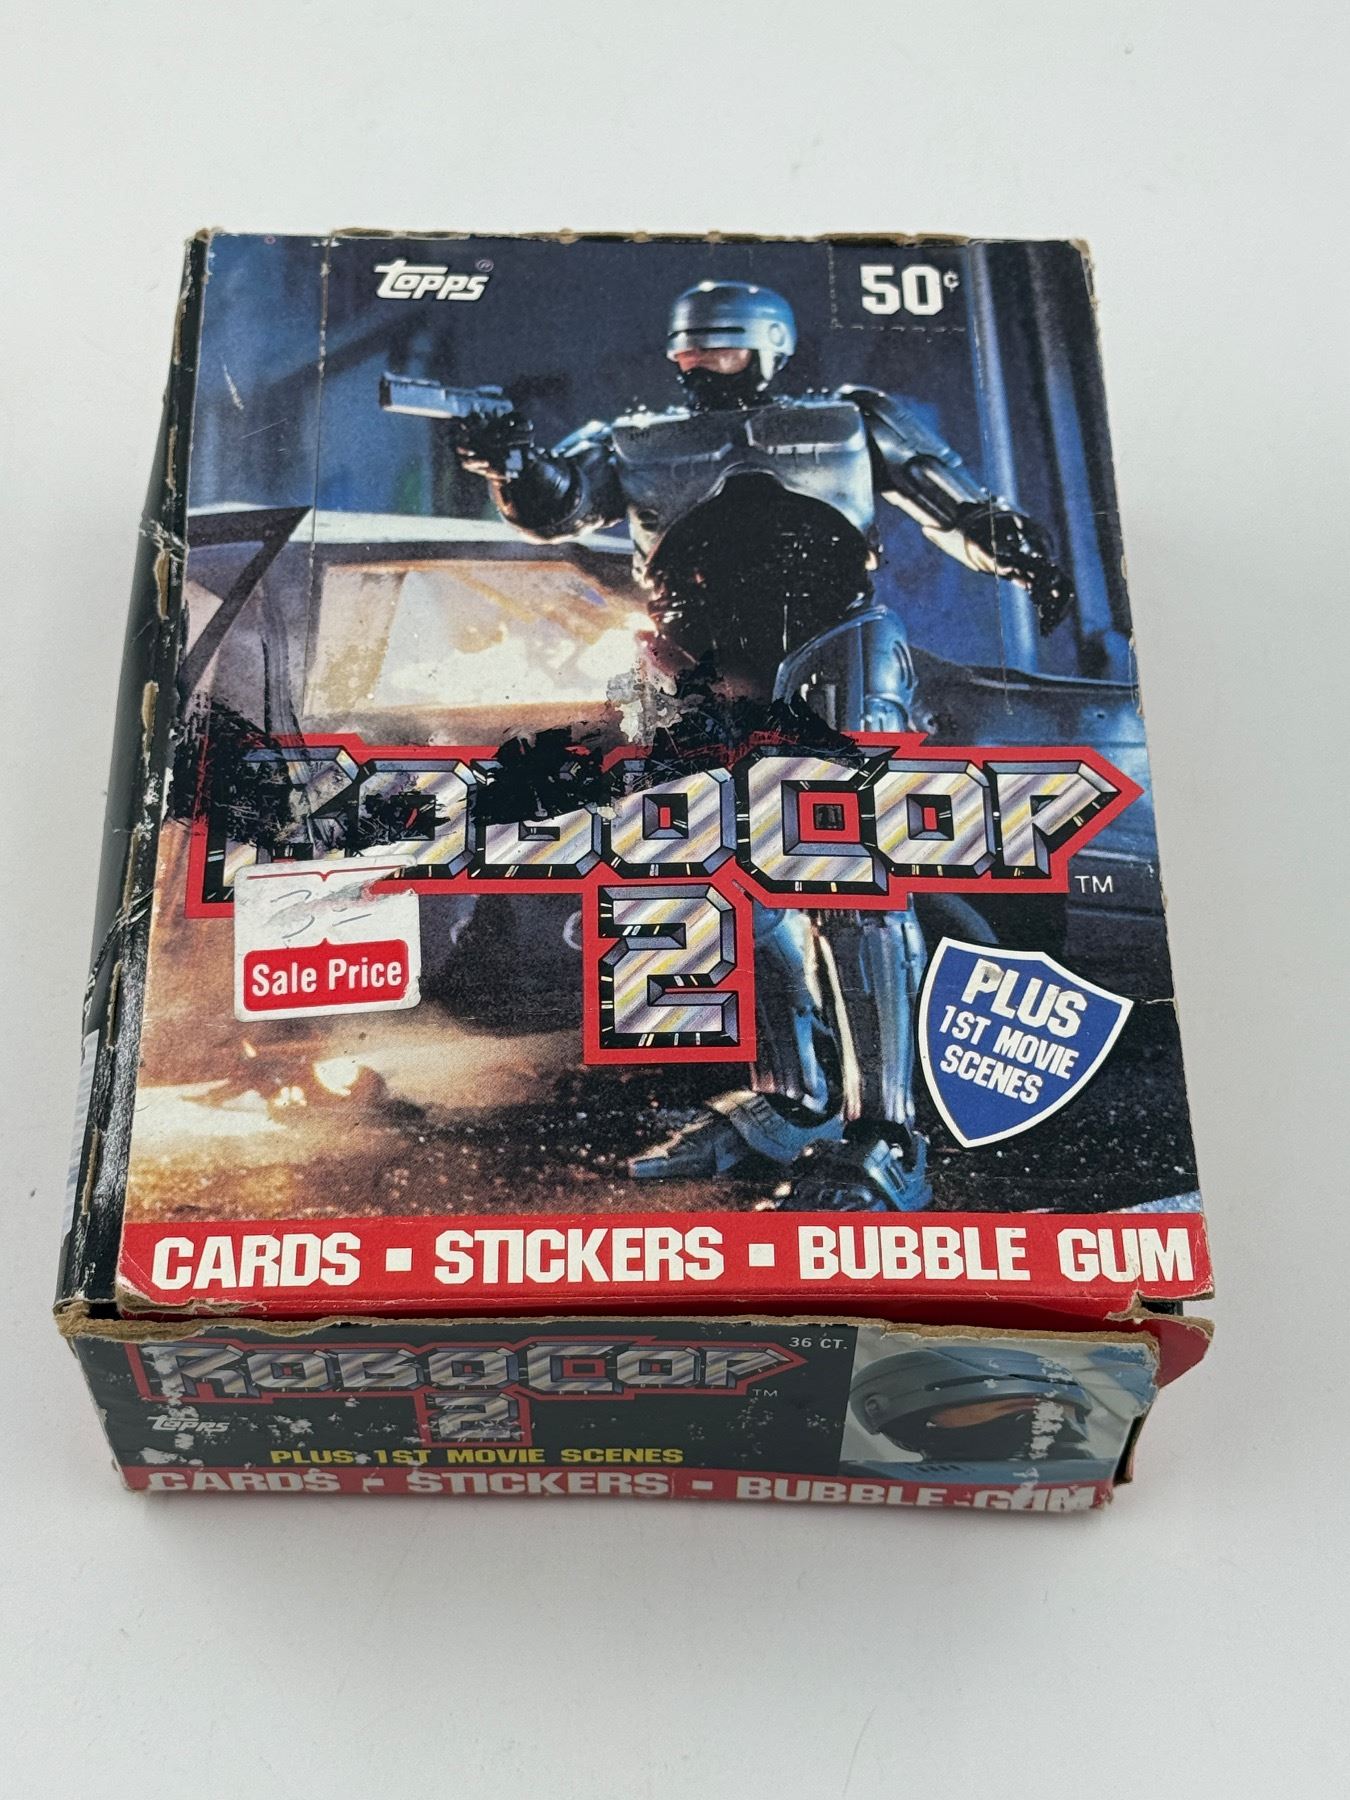 TOPPS®
50¢
ROBOCOP
2
TM
Sale Price
PLUS
1ST MOVIE
SCENES
CARDS ▪ STICKERS ▪ BUBBLE GUM
ROBOCOP
TM
2
36 CT.
TOPPS
PLUS 1ST MOVIE SCENES
CARDS ▪ STICKERS ▪ BUBBLE GUM